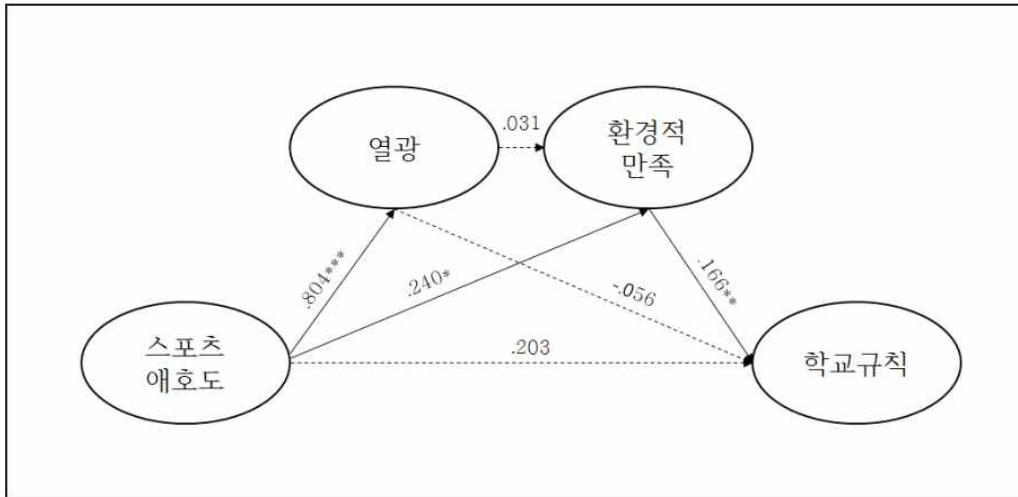 열광
.031
환경적
만족
.804***
.240*
-.056
.166**
스포츠
애호도
.203
학교규칙